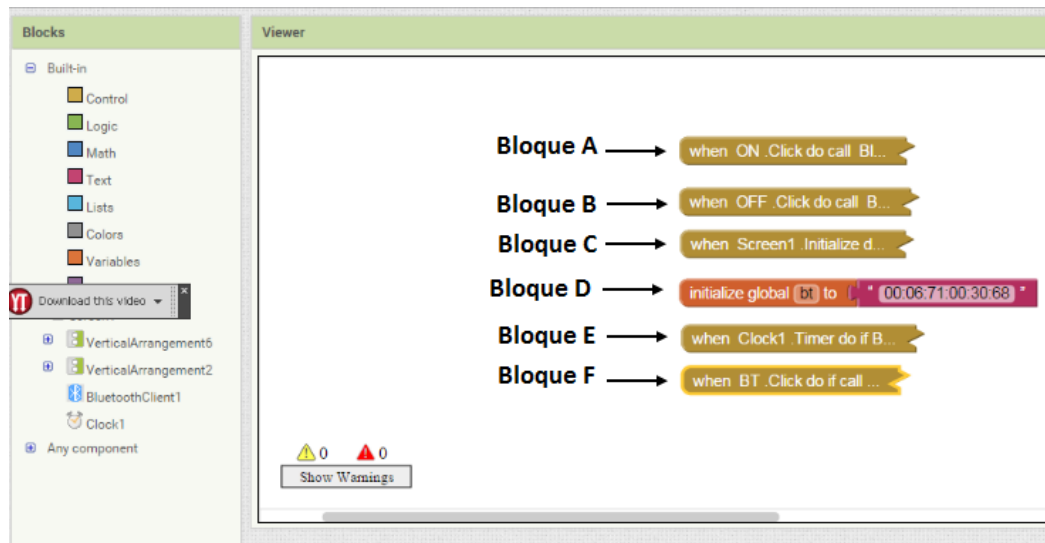 Blocks
Built-in
Control
Logic
Math
Text
Lists
Colors
Variables
YT Download this video
VerticalArrangement6
VerticalArrangement2
BluetoothClient1
Clock1
Any component
Viewer
Bloque A when ON .Click do call Bl...
Bloque B when OFF .Click do call B...
Bloque C when Screen1 .Initialize d...
Bloque D initialize global bt to " 00:06:71:00:30:68 "
Bloque E when Clock1 .Timer do if B...
Bloque F when BT .Click do if call ...
0 0
Show Warnings